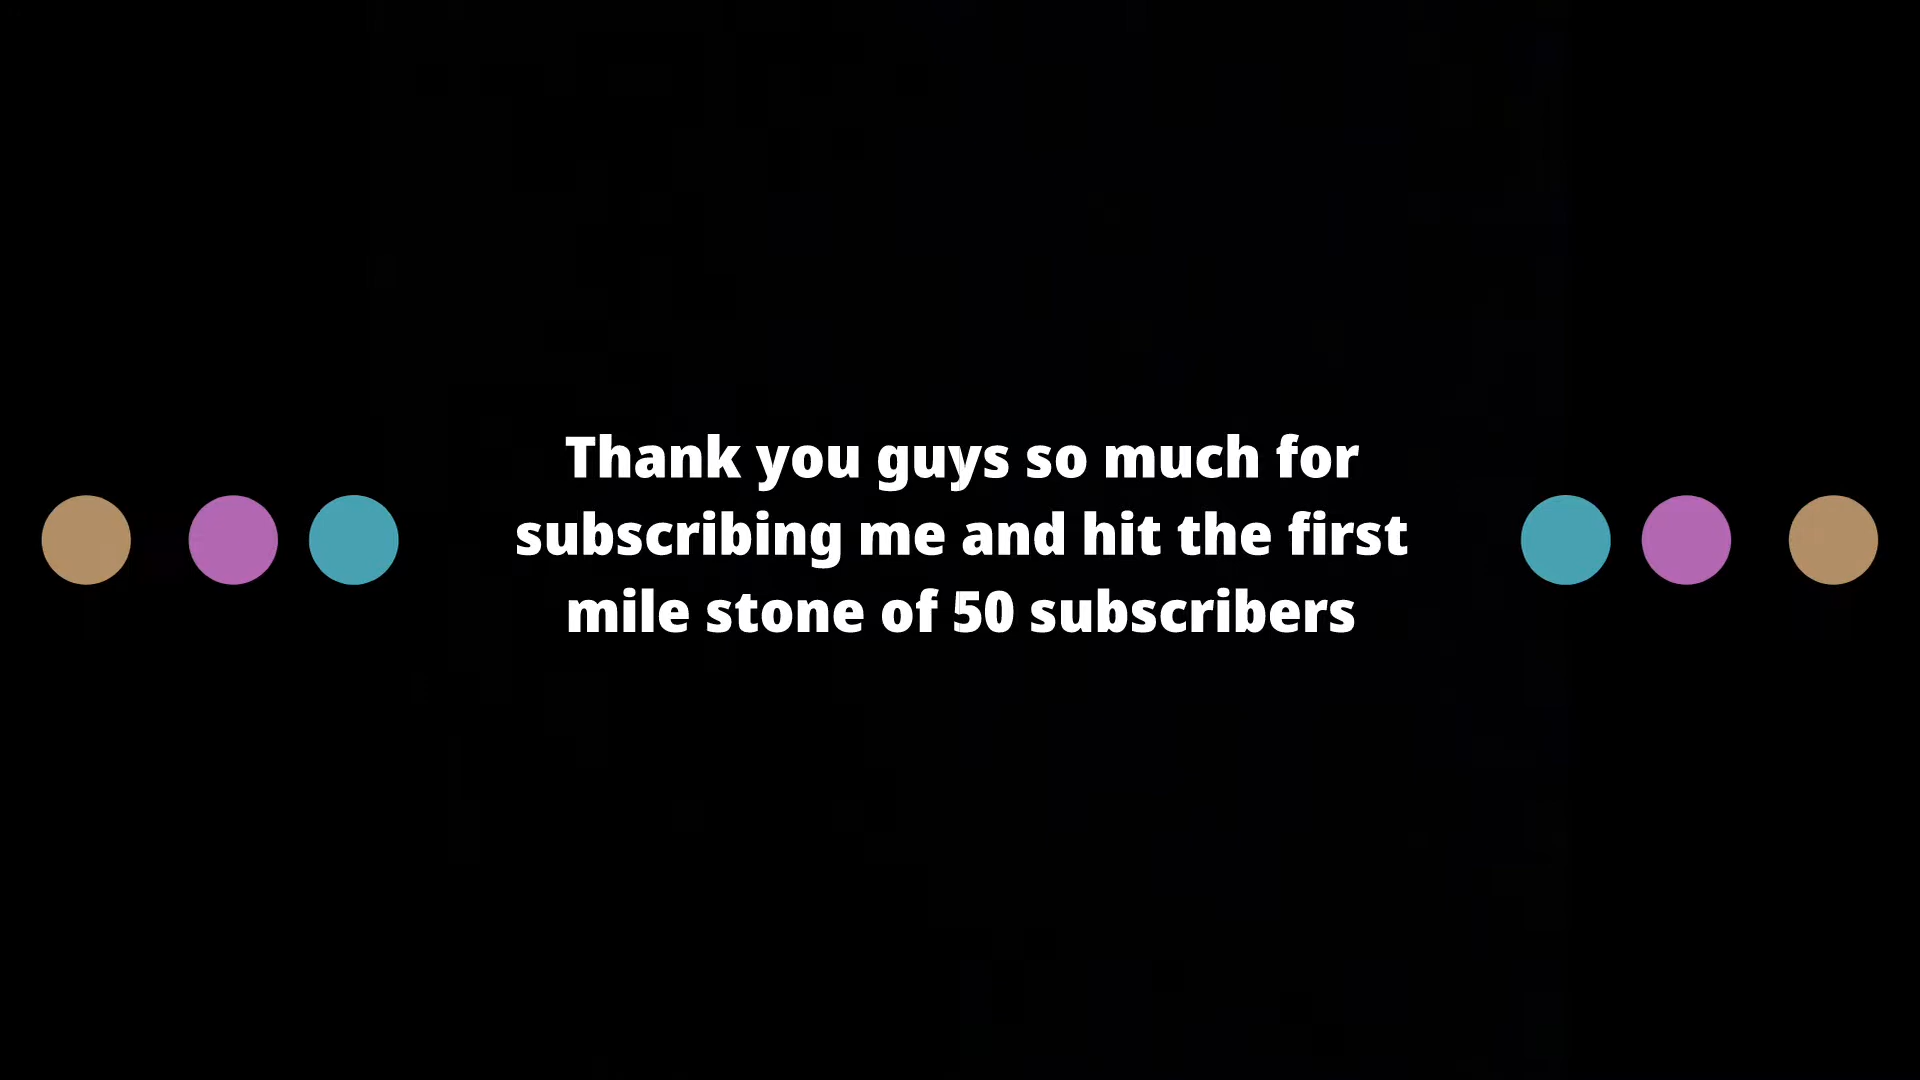 Thank you guys so much for
subscribing me and hit the first
mile stone of 50 subscribers